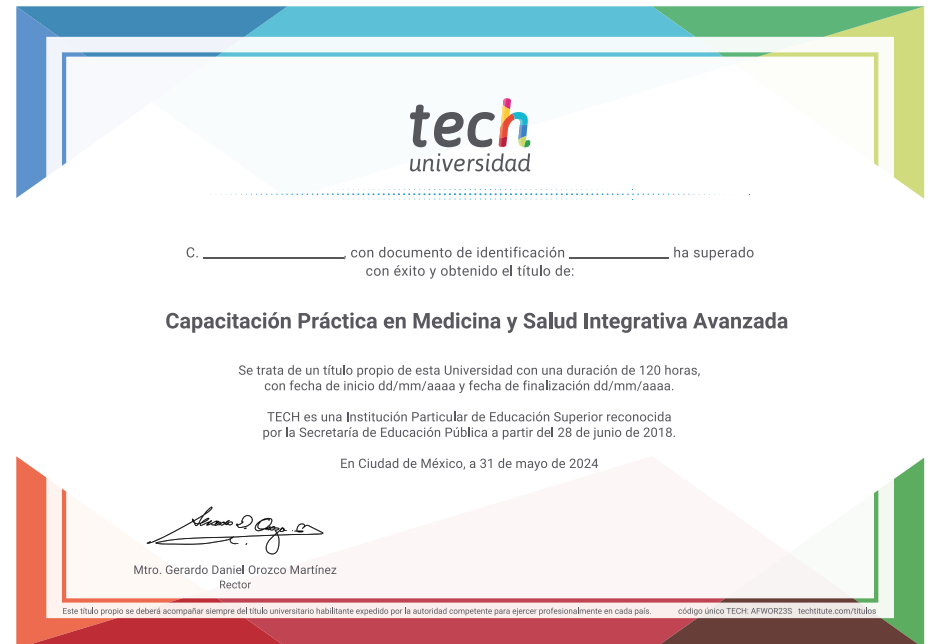 tech
universidad
C. ________________, con documento de identificación ___________ ha superado
con éxito y obtenido el título de:
Capacitación Práctica en Medicina y Salud Integrativa Avanzada
Se trata de un título propio de esta Universidad con una duración de 120 horas,
con fecha de inicio dd/mm/aaaa y fecha de finalización dd/mm/aaaa.
TECH es una Institución Particular de Educación Superior reconocida
por la Secretaría de Educación Pública a partir del 28 de junio de 2018.
En Ciudad de México, a 31 de mayo de 2024
Mtro. Gerardo Daniel Orozco Martínez
Rector
Este título propio se deberá acompañar siempre del título universitario habilitante expedido por la autoridad competente para ejercer profesionalmente en cada país. código único TECH: AFWOR23S techtitute.com/titulos